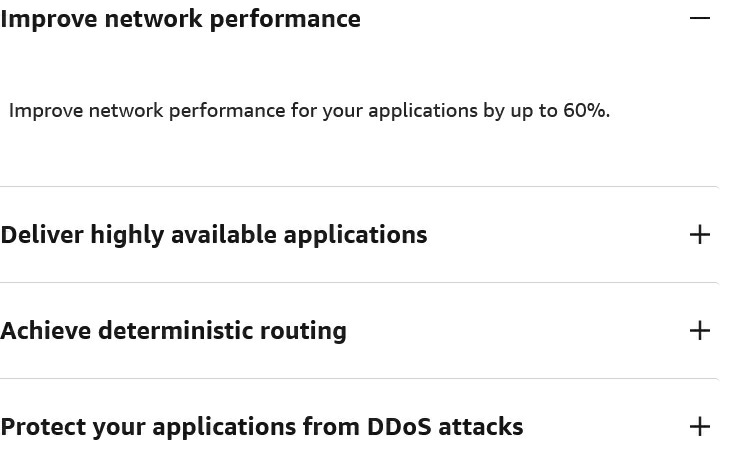 Improve network performance
Improve network performance for your applications by up to 60%.
Deliver highly available applications
Achieve deterministic routing
Protect your applications from DDoS attacks